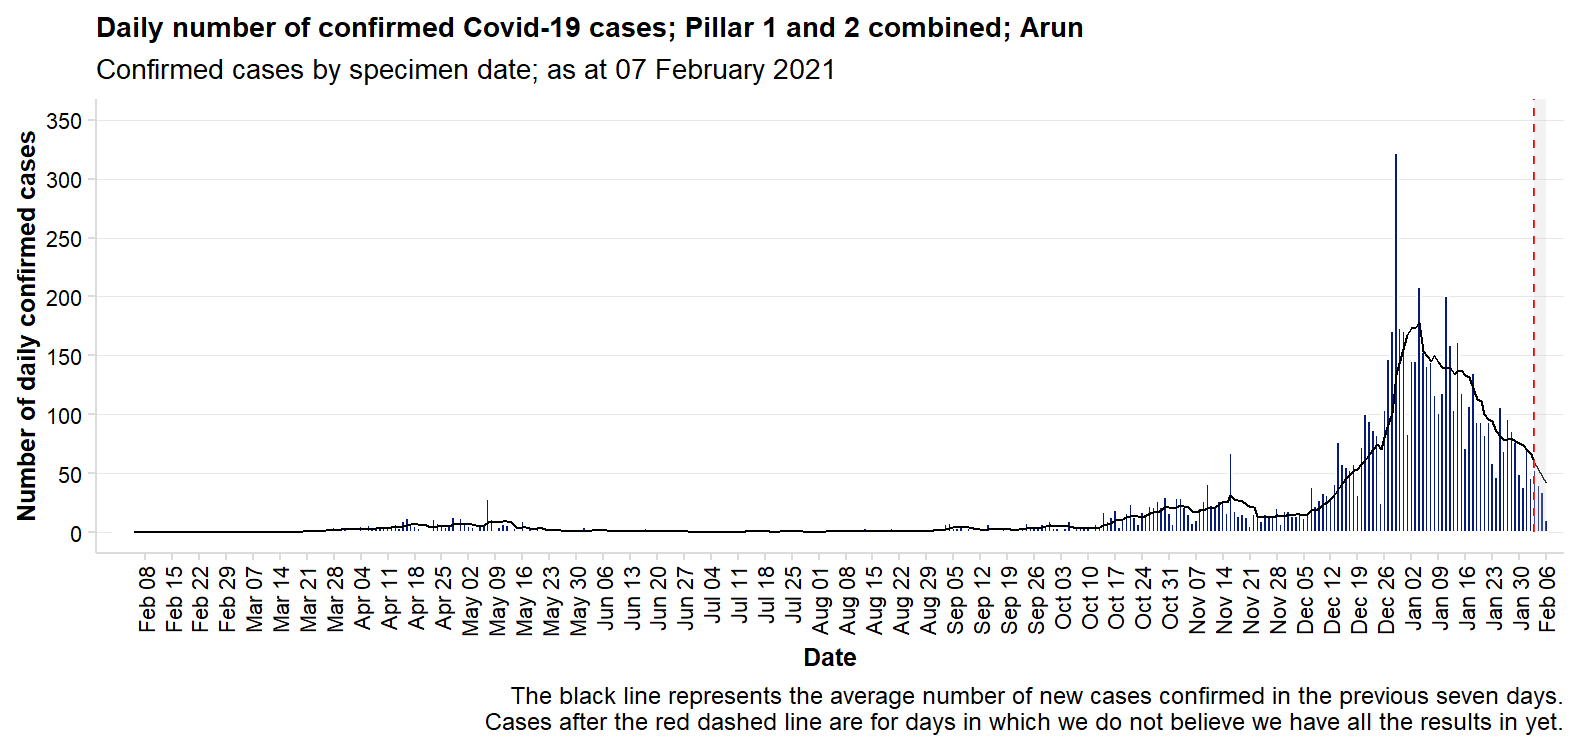 Daily number of confirmed Covid-19 cases; Pillar 1 and 2 combined; Arun
Confirmed cases by specimen date; as at 07 February 2021
Number of daily confirmed cases
350
300
250
200
150
100
50
0
Feb 08
Feb 15
Feb 22
Feb 29
Mar 07
Mar 14
Mar 21
Mar 28
Apr 04
Apr 11
Apr 18
Apr 25
May 02
May 09
May 16
May 23
May 30
Jun 06
Jun 13
Jun 20
Jun 27
Jul 04
Jul 11
Jul 18
Jul 25
Aug 01
Aug 08
Aug 15
Aug 22
Aug 29
Sep 05
Sep 12
Sep 19
Sep 26
Oct 03
Oct 10
Oct 17
Oct 24
Oct 31
Nov 07
Nov 14
Nov 21
Nov 28
Dec 05
Dec 12
Dec 19
Dec 26
Jan 02
Jan 09
Jan 16
Jan 23
Jan 30
Feb 06
Date
The black line represents the average number of new cases confirmed in the previous seven days.
Cases after the red dashed line are for days in which we do not believe we have all the results in yet.